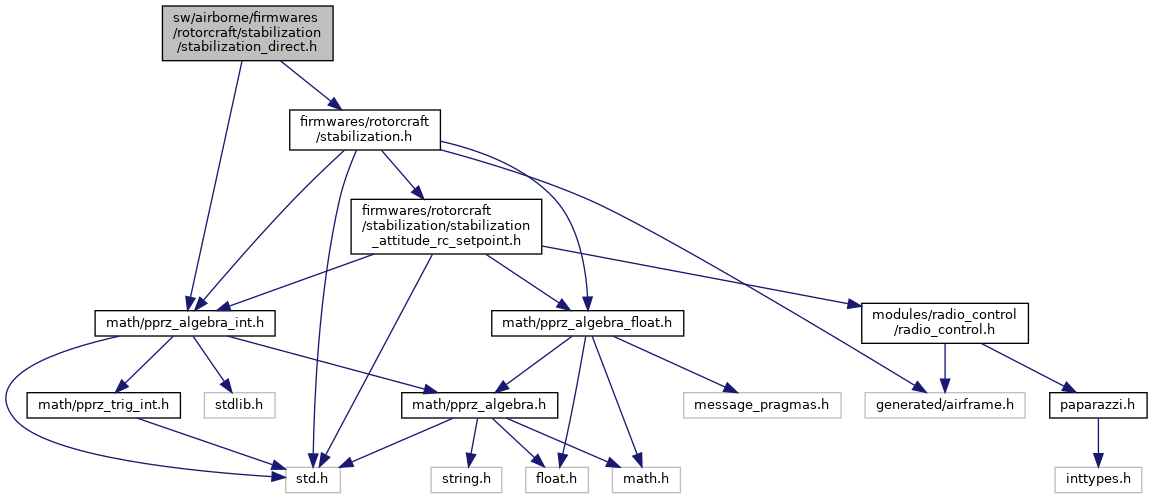 sw/airborne/firmwares
/rotorcraft/stabilization
/stabilization_direct.h
firmwares/rotorcraft
/stabilization.h
firmwares/rotorcraft
/stabilization/stabilization
_attitude_rc_setpoint.h
math/pprz_algebra_int.h
math/pprz_algebra_float.h
modules/radio_control
/radio_control.h
math/pprz_trig_int.h
stdlib.h
math/pprz_algebra.h
message_pragmas.h
generated/airframe.h
paparazzi.h
std.h
string.h
float.h
math.h
inttypes.h